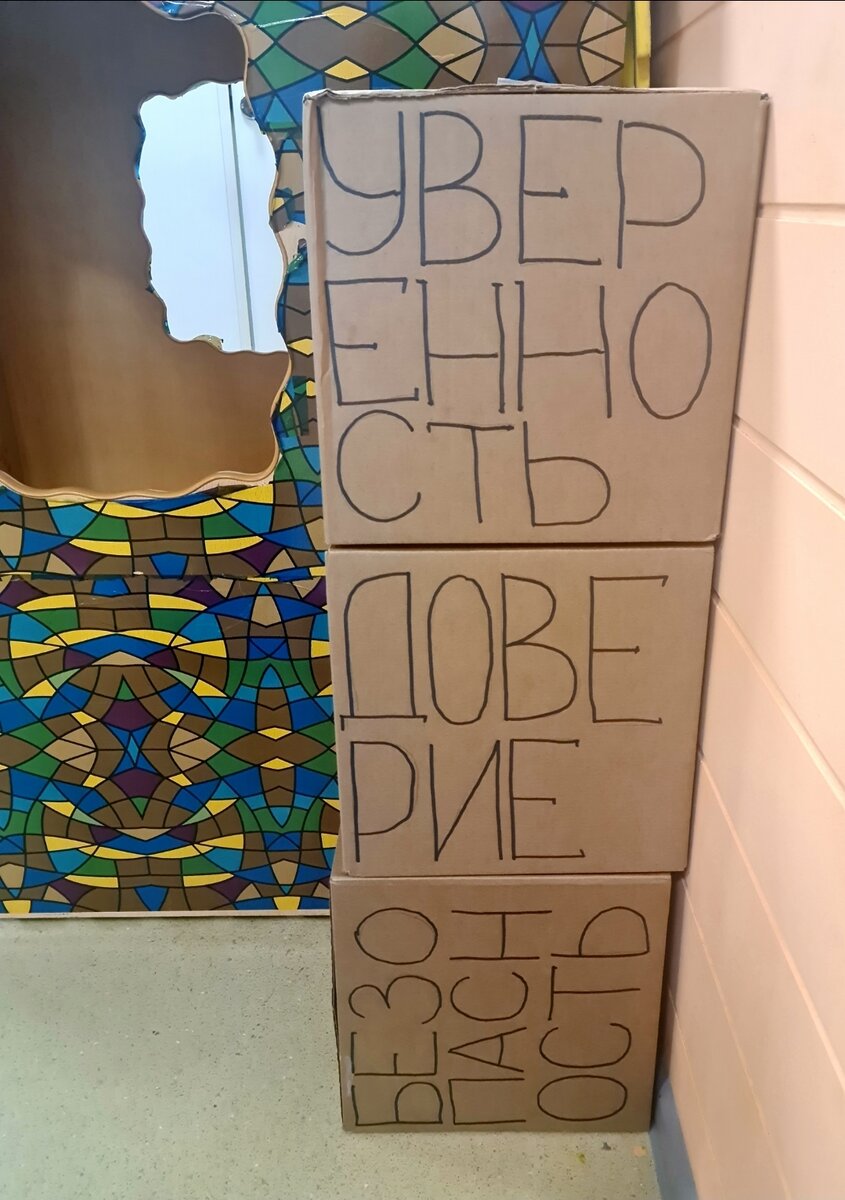 УВЕР
ЕННО
СТЬ
ДОВЕ
РИЕ
БЕЗО
ПАСН
ОСТЬ